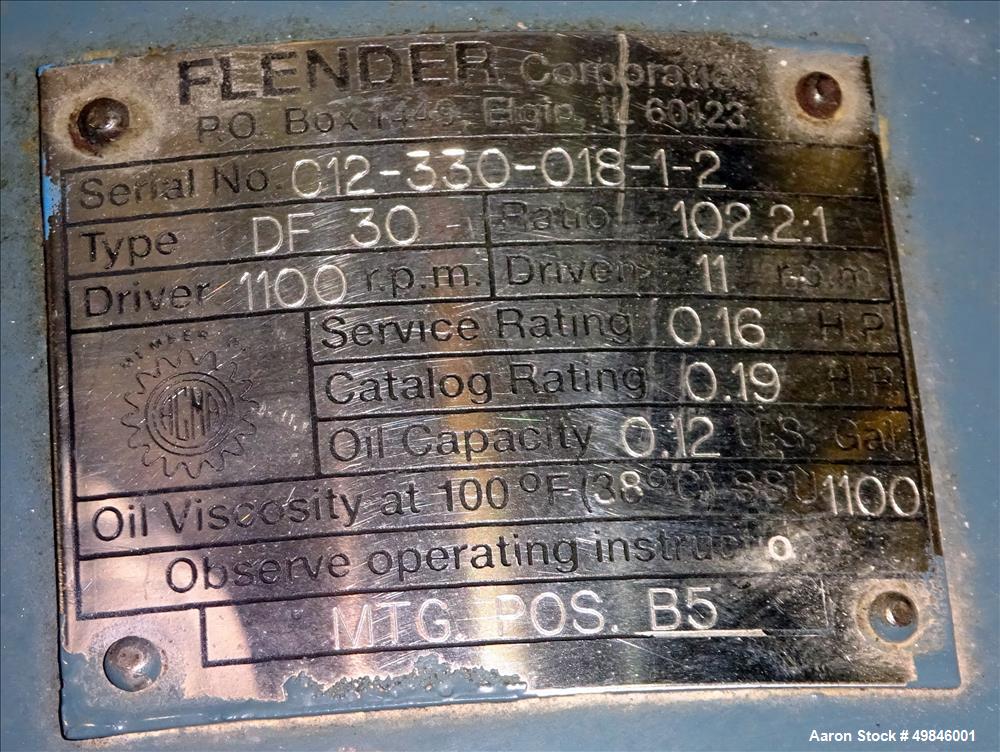 FLENDER Corporation
P.O. Box 1449, Elgin, IL 60123
Serial No. C12-330-018-1-2
Type DF 30 Ratio 102.2:1
Driver 1100 r.p.m. Driven 11 r.p.m.
MEMBER
AGMA
Service Rating 0.16 H.P.
Catalog Rating 0.19 H.P.
Oil Capacity 0.12 U.S. Gal.
Oil Viscosity at 100°F (38°C) SSU 1100
Observe operating
MTG. POS. B5
Aaron Stock # 49846001